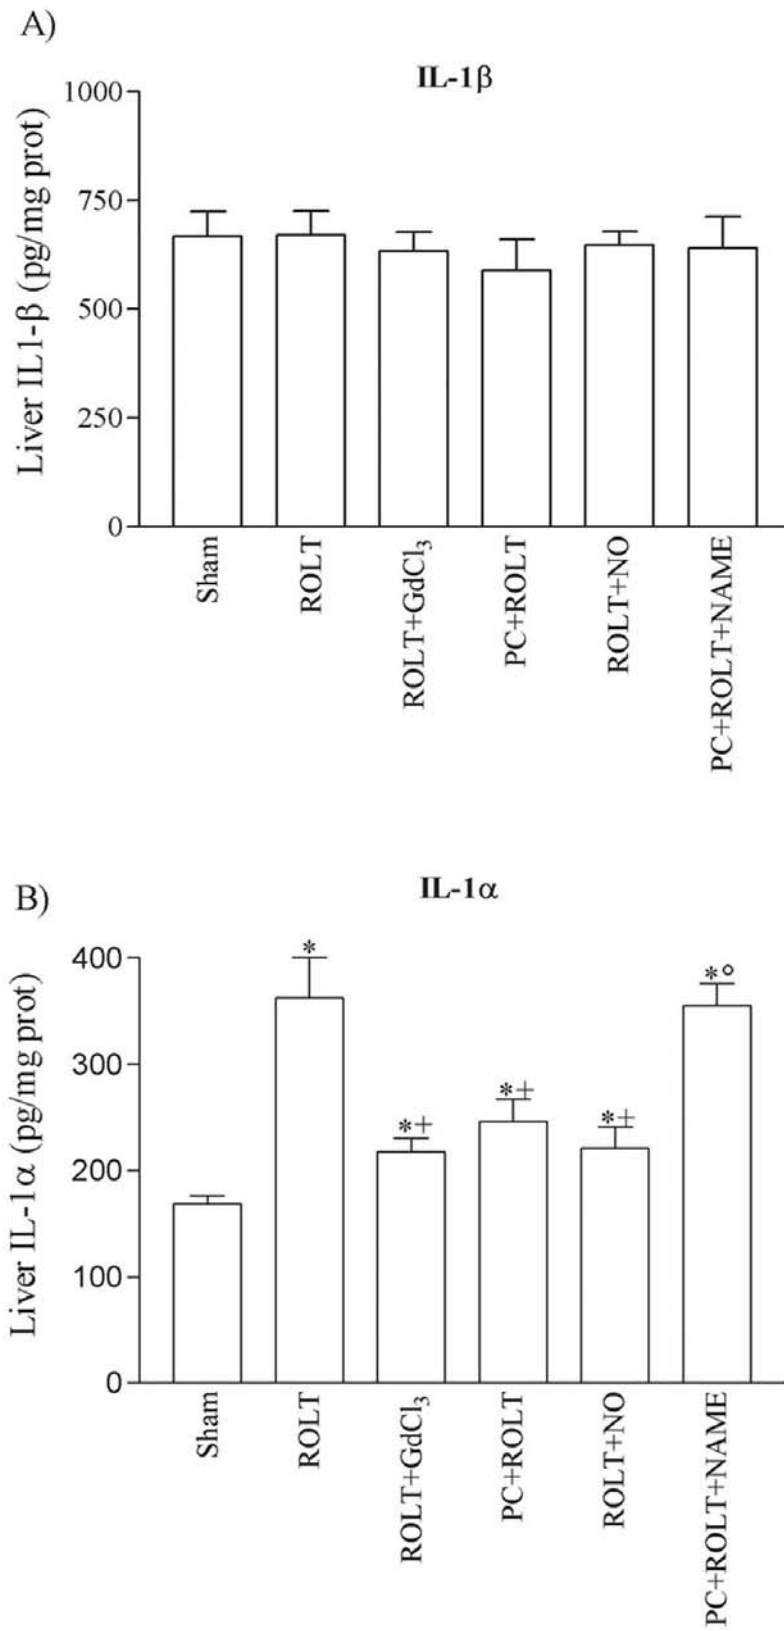 A)
IL-1β
Liver IL1-β (pg/mg prot)
1000
750
500
250
0
Sham
ROLT
ROLT+GdCl₃
PC+ROLT
ROLT+NO
PC+ROLT+NAME
B)
IL-1α
Liver IL-1α (pg/mg prot)
400
300
200
100
0
*
*+
*+
*+
*°
Sham
ROLT
ROLT+GdCl₃
PC+ROLT
ROLT+NO
PC+ROLT+NAME